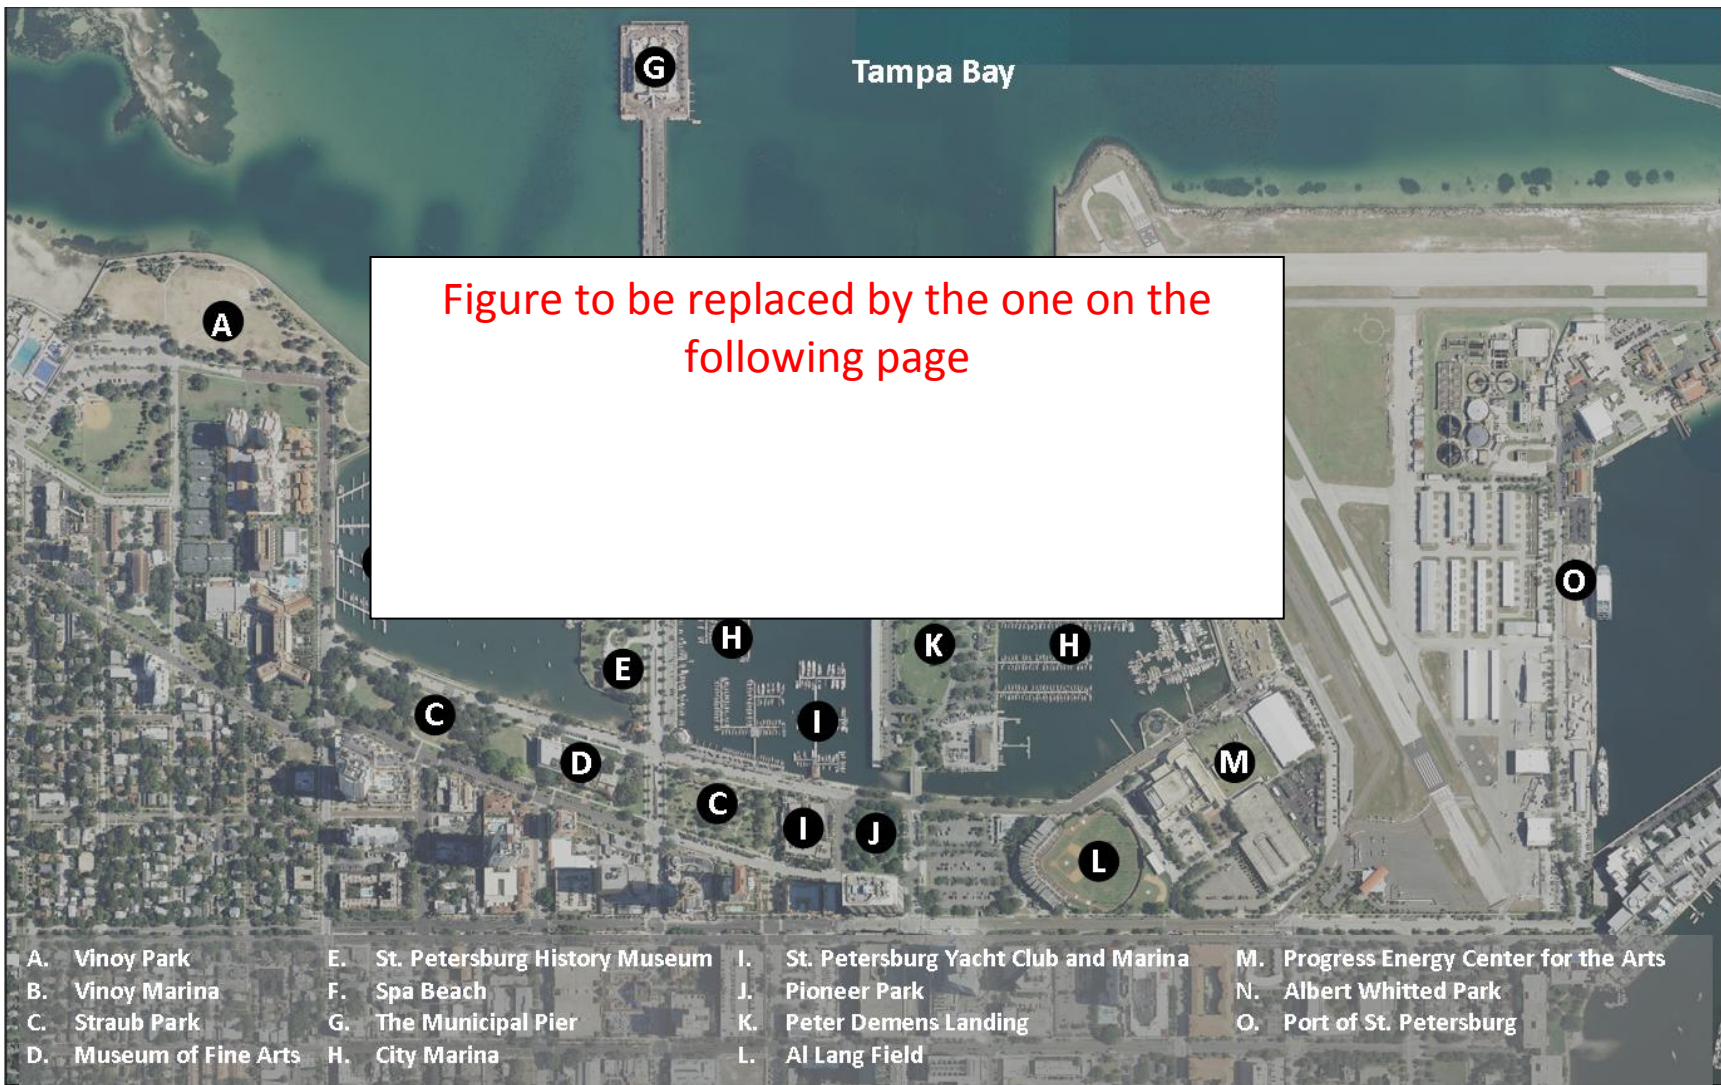 G
Tampa Bay
Figure to be replaced by the one on the
following page
A
O
H
K
H
E
C
I
D
M
C
I
J
L
A. Vinoy Park
B. Vinoy Marina
C. Straub Park
D. Museum of Fine Arts
E. St. Petersburg History Museum
F. Spa Beach
G. The Municipal Pier
H. City Marina
I. St. Petersburg Yacht Club and Marina
J. Pioneer Park
K. Peter Demens Landing
L. Al Lang Field
M. Progress Energy Center for the Arts
N. Albert Whitted Park
O. Port of St. Petersburg